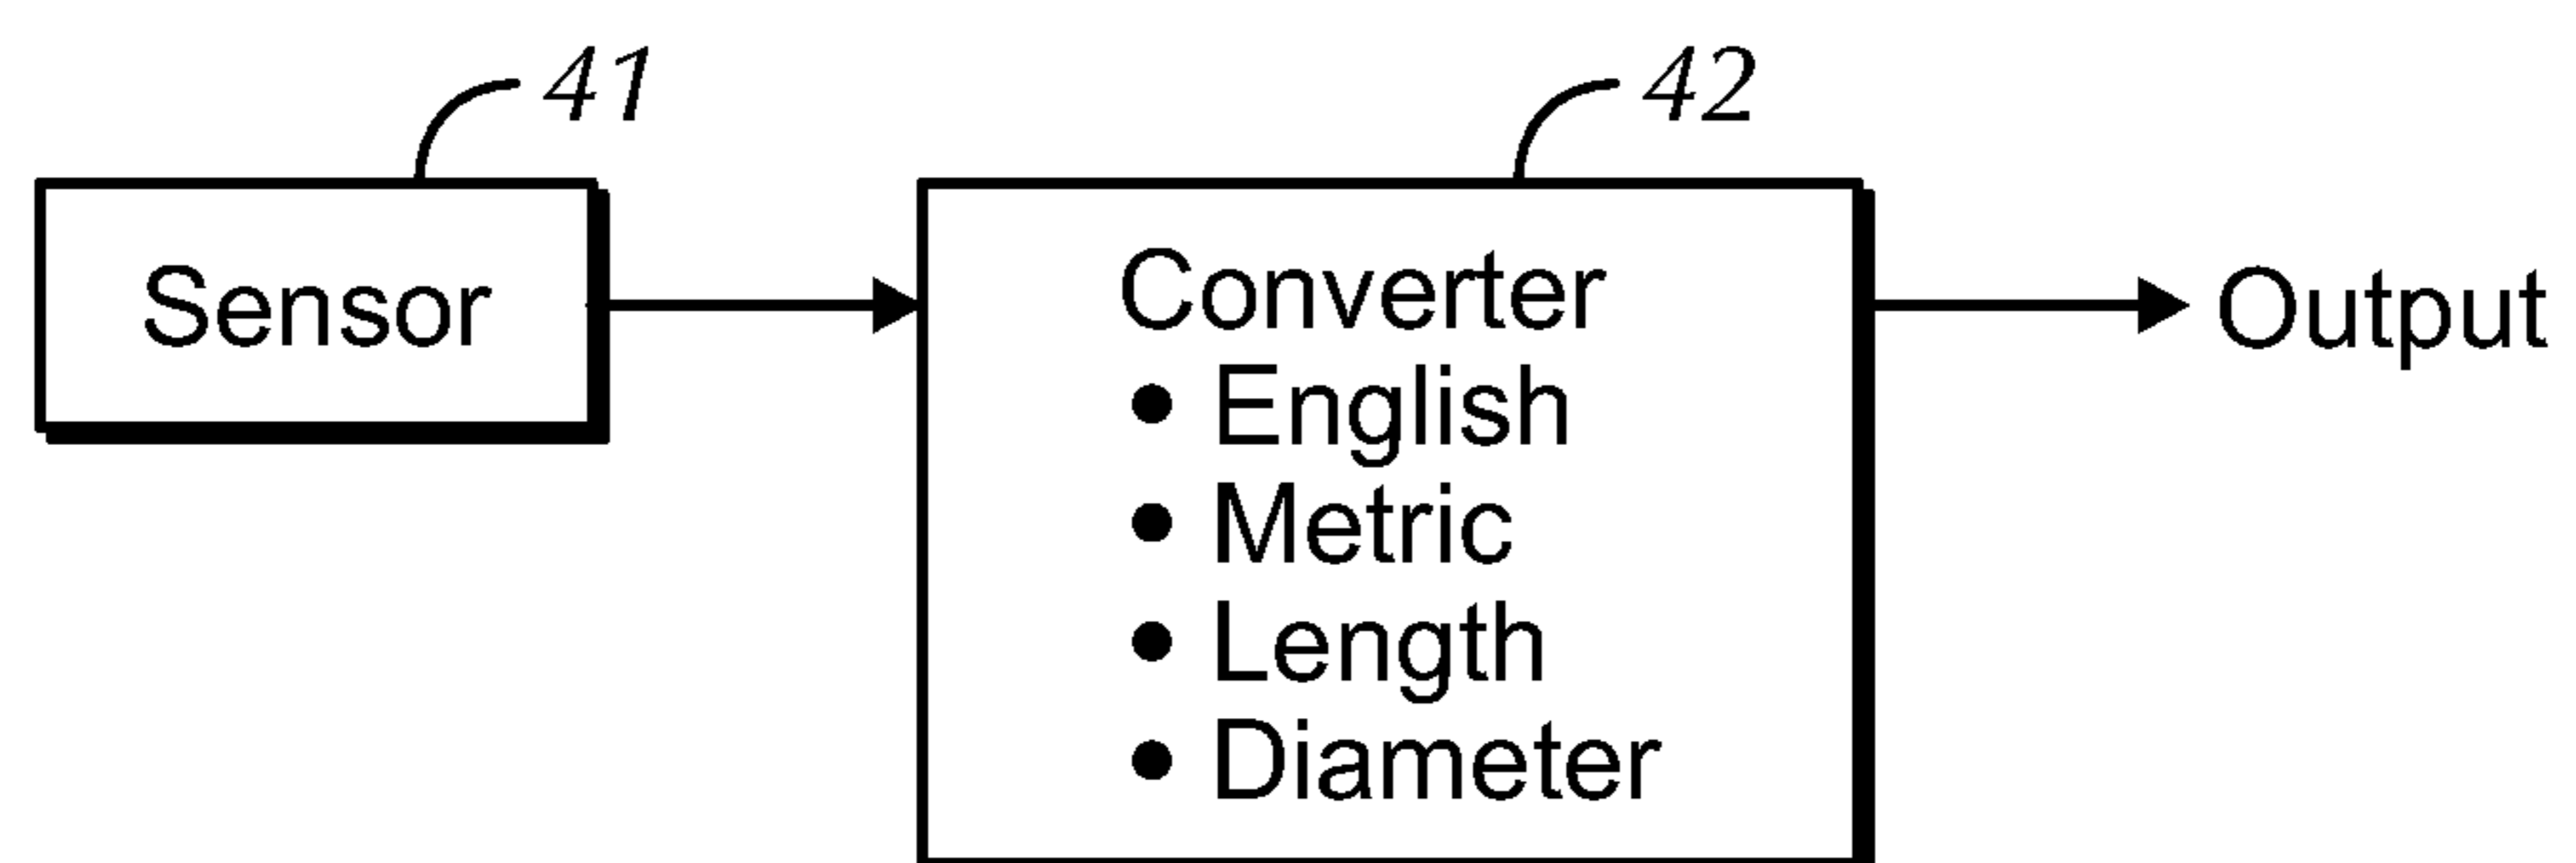 41
42
Sensor
Converter
• English
• Metric
• Length
• Diameter
Output